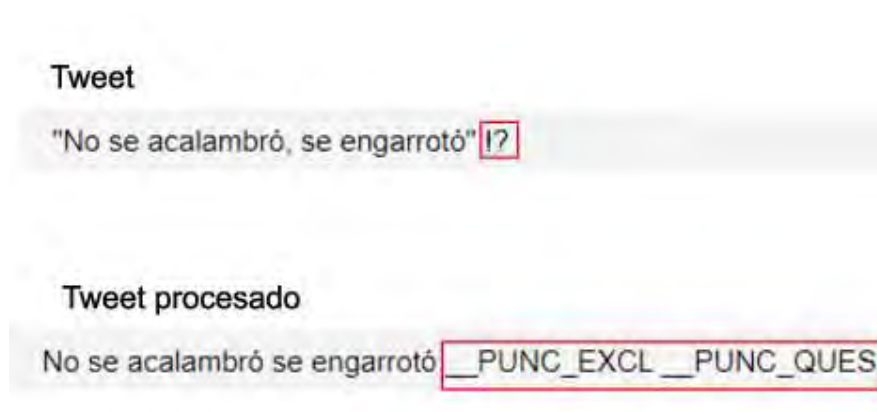 Tweet
"No se acalambró, se engarrotó" !?
Tweet procesado
No se acalambró se engarrotó __PUNC_EXCL __PUNC_QUES